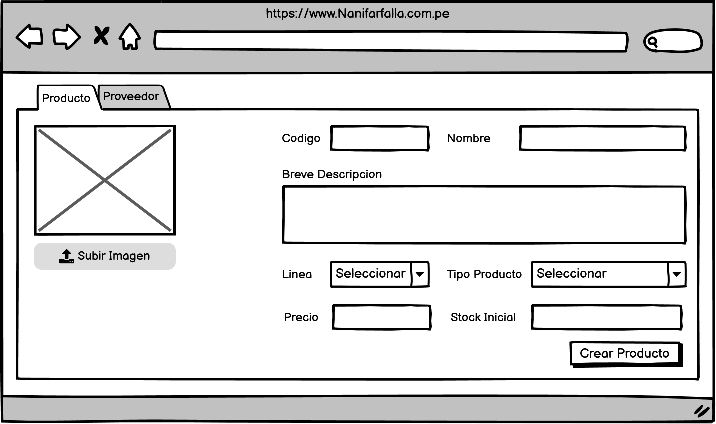 https://www.Nanifarfalla.com.pe
Producto Proveedor
Codigo Nombre
Breve Descripcion
Subir Imagen
Linea Seleccionar Tipo Producto Seleccionar
Precio Stock Inicial
Crear Producto